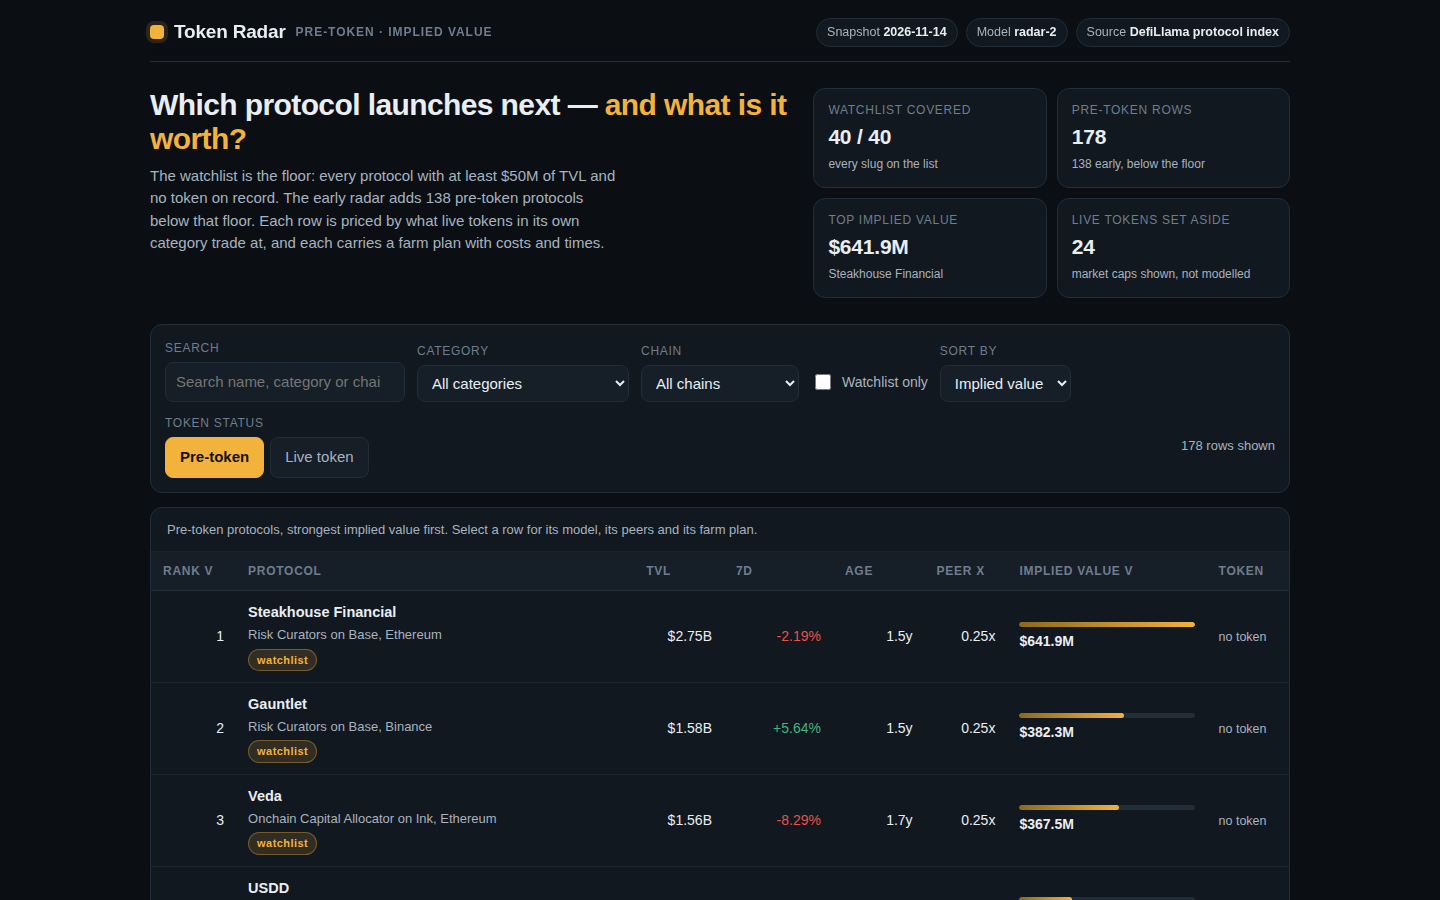 Token Radar PRE-TOKEN · IMPLIED VALUE
Snapshot 2026-11-14
Model radar-2
Source DefiLlama protocol index
Which protocol launches next — and what is it
worth?
The watchlist is the floor: every protocol with at least $50M of TVL and
no token on record. The early radar adds 138 pre-token protocols
below that floor. Each row is priced by what live tokens in its own
category trade at, and each carries a farm plan with costs and times.
WATCHLIST COVERED
40 / 40
every slug on the list
PRE-TOKEN ROWS
178
138 early, below the floor
TOP IMPLIED VALUE
$641.9M
Steakhouse Financial
LIVE TOKENS SET ASIDE
24
market caps shown, not modelled
SEARCH
Search name, category or chai
CATEGORY
All categories
CHAIN
All chains
Watchlist only
SORT BY
Implied value
TOKEN STATUS
Pre-token
Live token
178 rows shown
Pre-token protocols, strongest implied value first. Select a row for its model, its peers and its farm plan.
RANK V PROTOCOL TVL 7D AGE PEER X IMPLIED VALUE V TOKEN
Steakhouse Financial
Risk Curators on Base, Ethereum
watchlist
1 $2.75B -2.19% 1.5y 0.25x $641.9M no token
Gauntlet
Risk Curators on Base, Binance
watchlist
2 $1.58B +5.64% 1.5y 0.25x $382.3M no token
Veda
Onchain Capital Allocator on Ink, Ethereum
watchlist
3 $1.56B -8.29% 1.7y 0.25x $367.5M no token
USDD